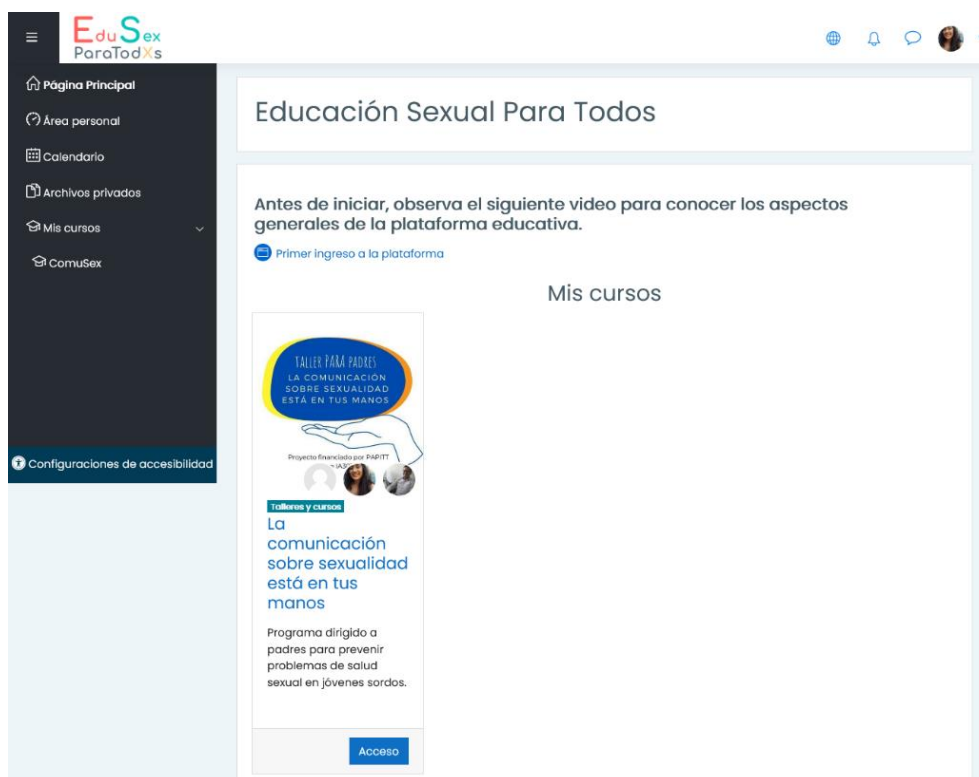 EduSex
ParaTodXs
Página Principal
Área personal
Calendario
Archivos privados
Mis cursos
ComuSex
Configuraciones de accesibilidad
Educación Sexual Para Todos
Antes de iniciar, observa el siguiente video para conocer los aspectos
generales de la plataforma educativa.
Primer ingreso a la plataforma
Mis cursos
TALLER PARA PADRES
LA COMUNICACIÓN
SOBRE SEXUALIDAD
ESTÁ EN TUS MANOS
Proyecto financiado por PAPITT
Talleres y cursos
La
comunicación
sobre sexualidad
está en tus
manos
Programa dirigido a
padres para prevenir
problemas de salud
sexual en jóvenes sordos.
Acceso